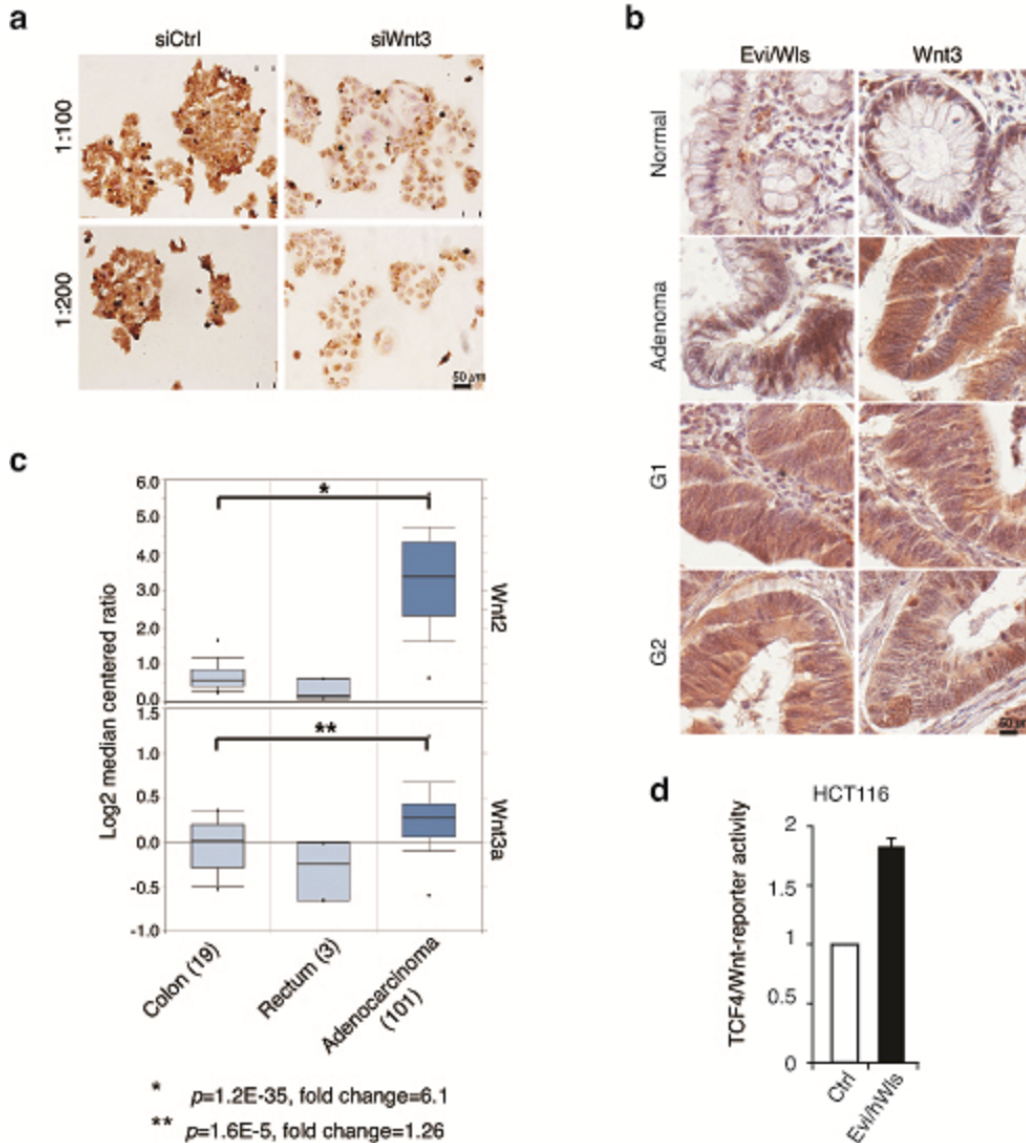 a
siCtrl siWnt3
1:100
1:200
50 µm
b
Evi/Wls Wnt3
Normal
Adenoma
G1
G2
c
Log2 median centered ratio
6.0
5.0
4.0
3.0
2.0
1.0
0.0
*
Wnt2
1.5
1.0
0.5
0.0
-0.5
-1.0
**
Wnt3a
Colon (19)
Rectum (3)
Adenocarcinoma
(101)
* p=1.2E-35, fold change=6.1
** p=1.6E-5, fold change=1.26
d
HCT116
TCF4/Wnt-reporter activity
2
1.5
1
0.5
0
Ctrl
Evi/hWls